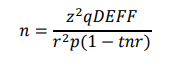 n = z²qDEFF / r²p(1 − tnr)